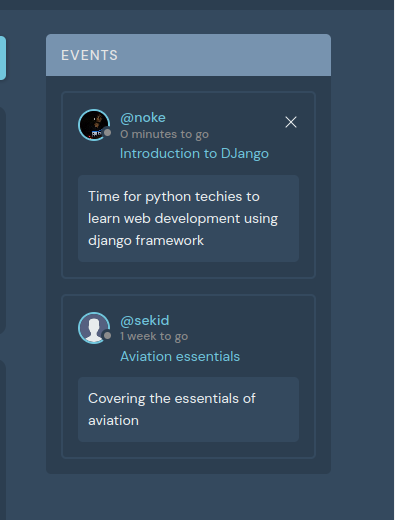 EVENTS
@noke
0 minutes to go
Introduction to DJango
Time for python techies to
learn web development using
django framework
@sekid
1 week to go
Aviation essentials
Covering the essentials of
aviation